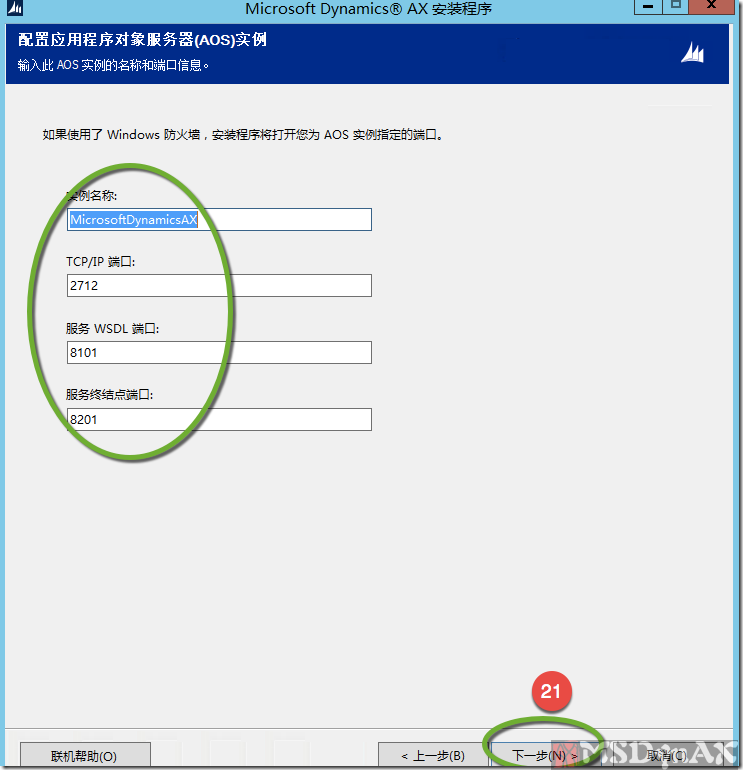 Microsoft Dynamics® AX 安装程序
配置应用程序对象服务器(AOS)实例
输入此 AOS 实例的名称和端口信息。
如果使用了 Windows 防火墙，安装程序将打开您为 AOS 实例指定的端口。
实例名称:
MicrosoftDynamicsAX
TCP/IP 端口:
2712
服务 WSDL 端口:
8101
服务终结点端口:
8201
21
联机帮助(O)
< 上一步(B)
下一步(N) >
取消(C)